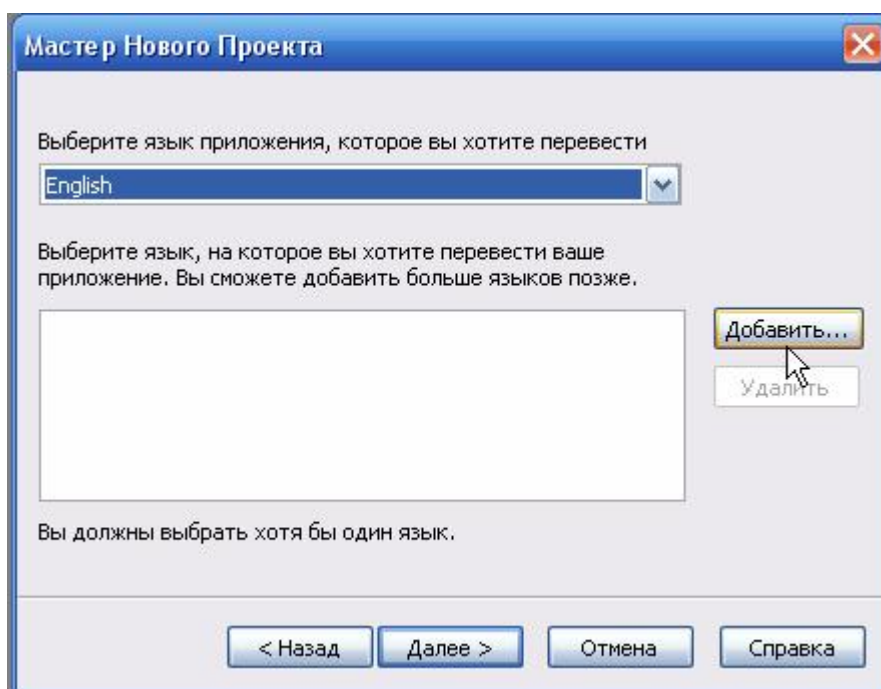 Мастер Нового Проекта
Выберите язык приложения, которое вы хотите перевести
English
Выберите язык, на которое вы хотите перевести ваше
приложение. Вы сможете добавить больше языков позже.
Добавить...
Удалить
Вы должны выбрать хотя бы один язык.
< Назад Далее > Отмена Справка